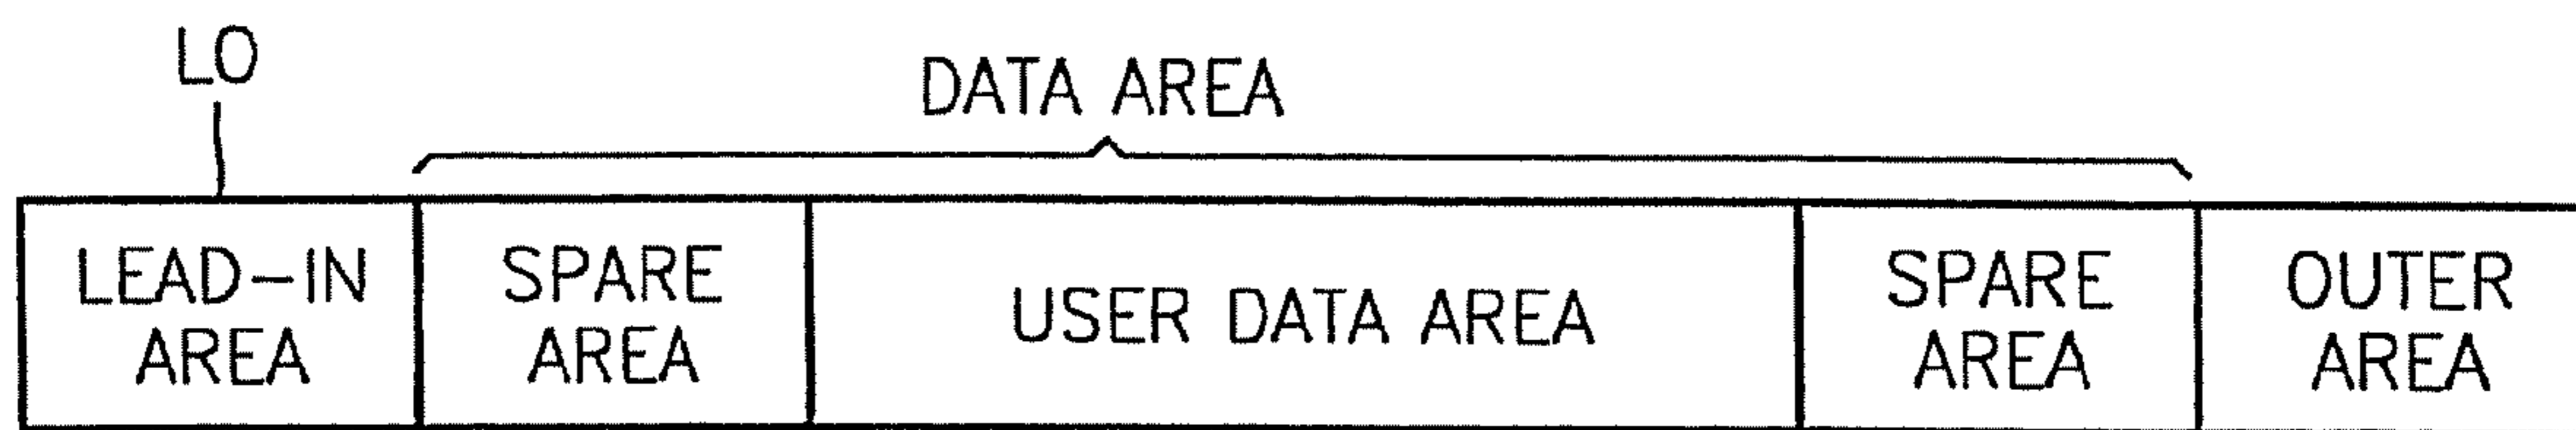 LO
DATA AREA
LEAD-IN
AREA
SPARE
AREA
USER DATA AREA
SPARE
AREA
OUTER
AREA